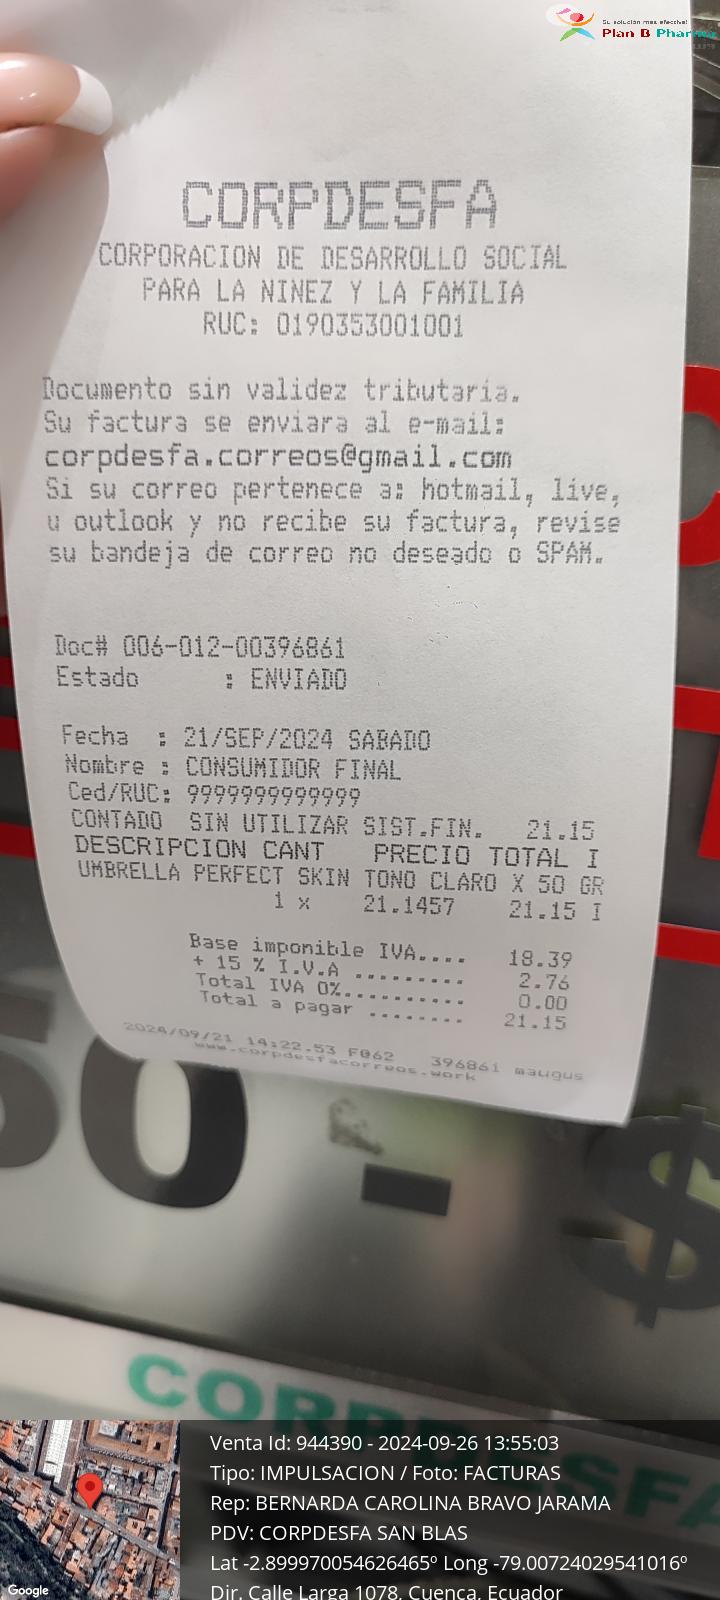 Su solución más efectiva!
Plan B Pharma
CORPDESFA
CORPORACION DE DESARROLLO SOCIAL
PARA LA NINEZ Y LA FAMILIA
RUC: 0190353001001
Documento sin validez tributaria.
Su factura se enviara al e-mail:
corpdesfa.correos@gmail.com
Si su correo pertenece a: hotmail, live,
u outlook y no recibe su factura, revise
su bandeja de correo no deseado o SPAM.
Doc# 006-012-00396861
Estado : ENVIADO
Fecha : 21/SEP/2024 SABADO
Nombre : CONSUMIDOR FINAL
Ced/RUC: 9999999999999
CONTADO SIN UTILIZAR SIST.FIN. 21.15
DESCRIPCION CANT PRECIO TOTAL I
UMBRELLA PERFECT SKIN TONO CLARO X 50 GR
1 x 21.1457 21.15 I
Base imponible IVA.... 18.39
+ 15 % I.V.A ......... 2.76
Total IVA 0%.......... 0.00
Total a pagar ........ 21.15
2024/09/21 14:22.53 F062 396861 maugus
www.corpdesfacorreos.work
50 - $
CORPDESFA
Venta Id: 944390 - 2024-09-26 13:55:03
Tipo: IMPULSACION / Foto: FACTURAS
Rep: BERNARDA CAROLINA BRAVO JARAMA
PDV: CORPDESFA SAN BLAS
Lat -2.899970054626465º Long -79.00724029541016º
Dir. Calle Larga 1078, Cuenca, Ecuador
Google